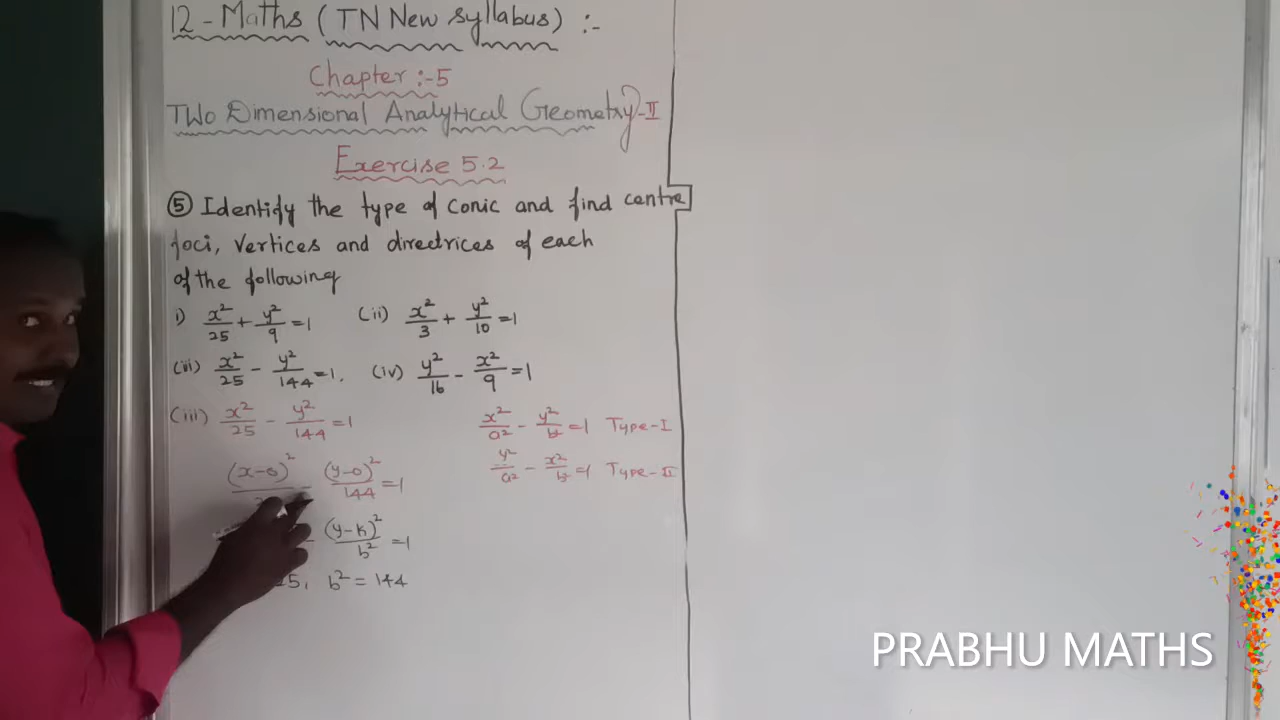 12 - Maths (TN New Syllabus) :-
Chapter :-5
Two Dimensional Analytical Geometry-II
Exercise 5.2
⑤ Identify the type of conic and find centre
foci, vertices and directrices of each
of the following
i) x²/25 + y²/9 = 1 (ii) x²/3 + y²/10 = 1
(iii) x²/25 - y²/144 = 1. (iv) y²/16 - x²/9 = 1
(iii) x²/25 - y²/144 = 1 x²/a² - y²/b² = 1 Type-I
(x-0)²/ - (y-0)²/144 = 1 y²/a² - x²/b² = 1 Type-II
- (y-k)²/b² = 1
25, b² = 144
PRABHU MATHS